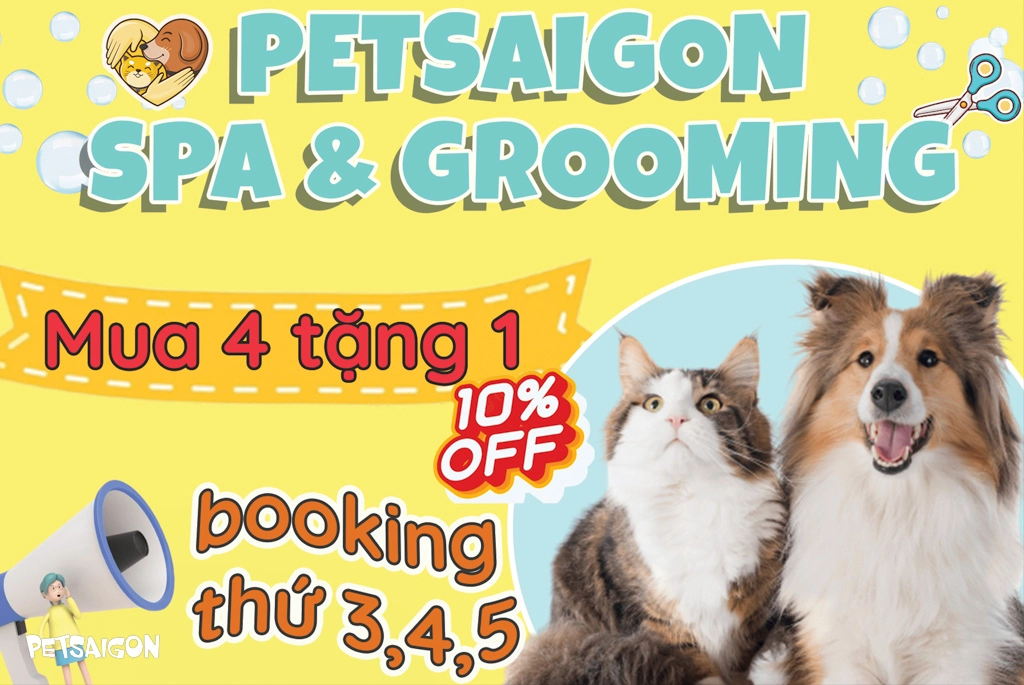 PETSAIGON
SPA & GROOMING
Mua 4 tặng 1
10%
OFF
booking
thứ 3,4,5
PETSAIGON